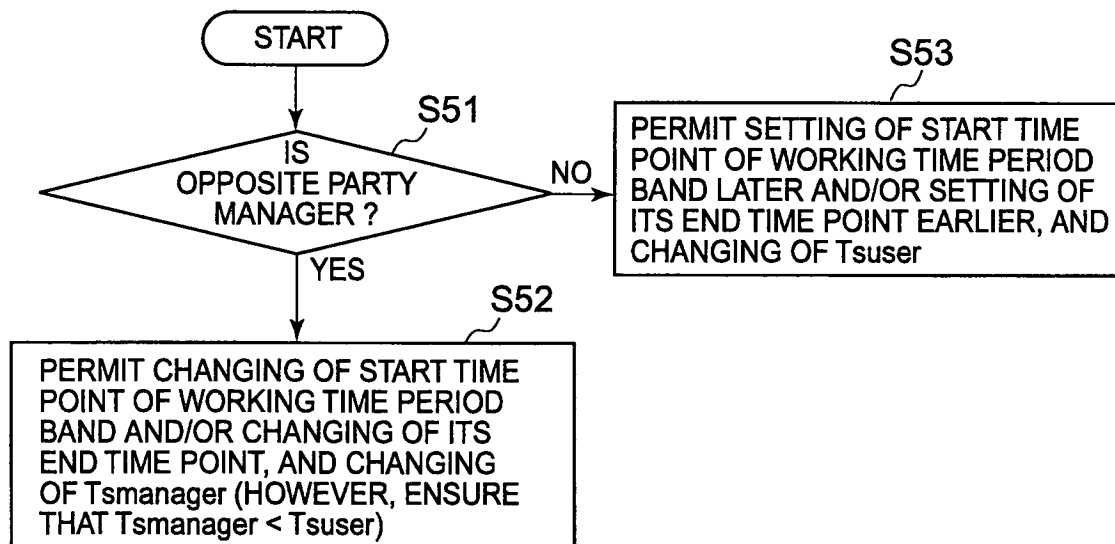 START
S51
IS
OPPOSITE PARTY
MANAGER ?
NO
YES
S53
PERMIT SETTING OF START TIME
POINT OF WORKING TIME PERIOD
BAND LATER AND/OR SETTING OF
ITS END TIME POINT EARLIER, AND
CHANGING OF Tsuser
S52
PERMIT CHANGING OF START TIME
POINT OF WORKING TIME PERIOD
BAND AND/OR CHANGING OF ITS
END TIME POINT, AND CHANGING
OF Tsmanager (HOWEVER, ENSURE
THAT Tsmanager < Tsuser)